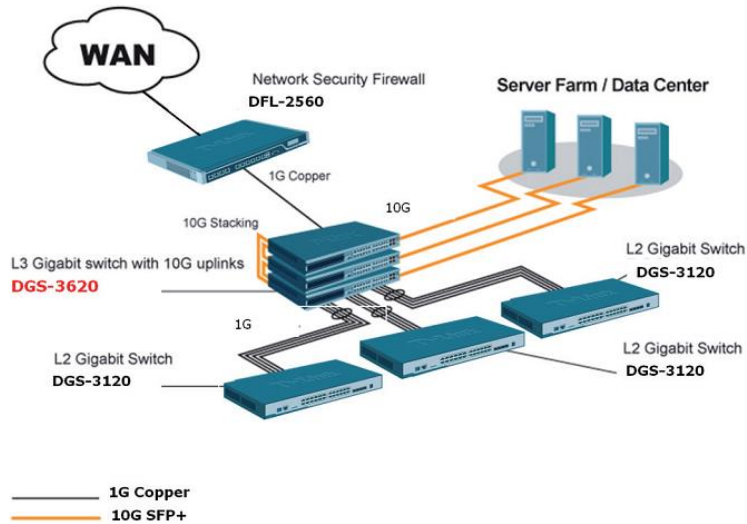 WAN
Network Security Firewall
DFL-2560
Server Farm / Data Center
1G Copper
10G
10G Stacking
L3 Gigabit switch with 10G uplinks
DGS-3620
L2 Gigabit Switch
DGS-3120
1G
L2 Gigabit Switch
DGS-3120
L2 Gigabit Switch
DGS-3120
1G Copper
10G SFP+